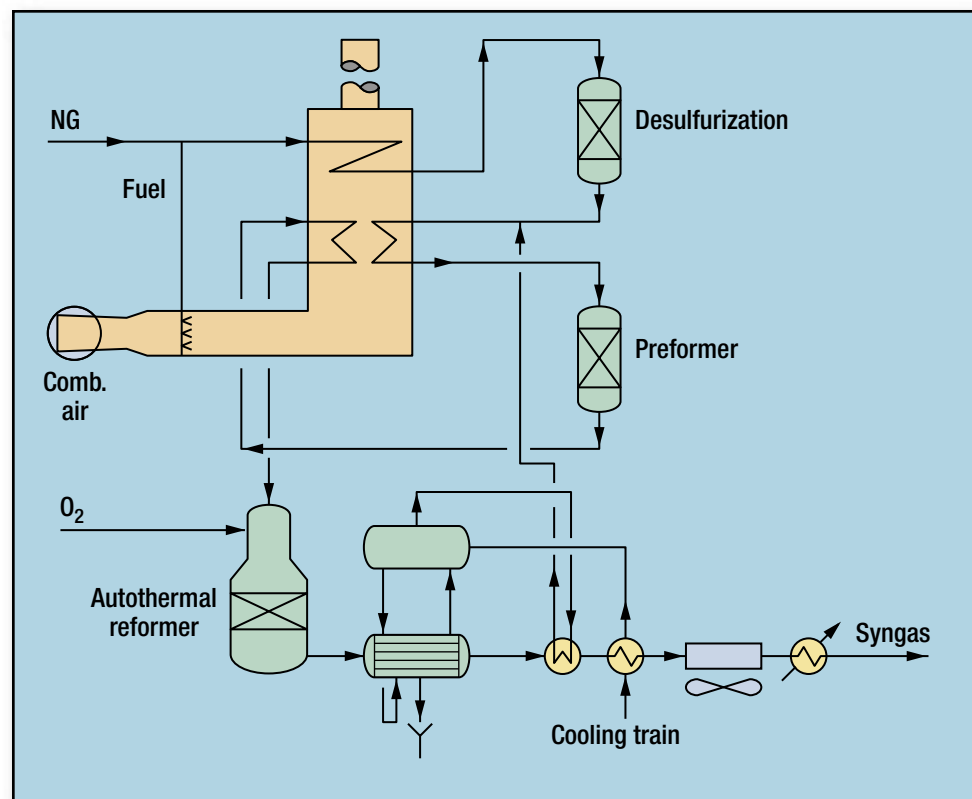 NG
Fuel
Desulfurization
Comb.
air
Preformer
O₂
Autothermal
reformer
Syngas
Cooling train